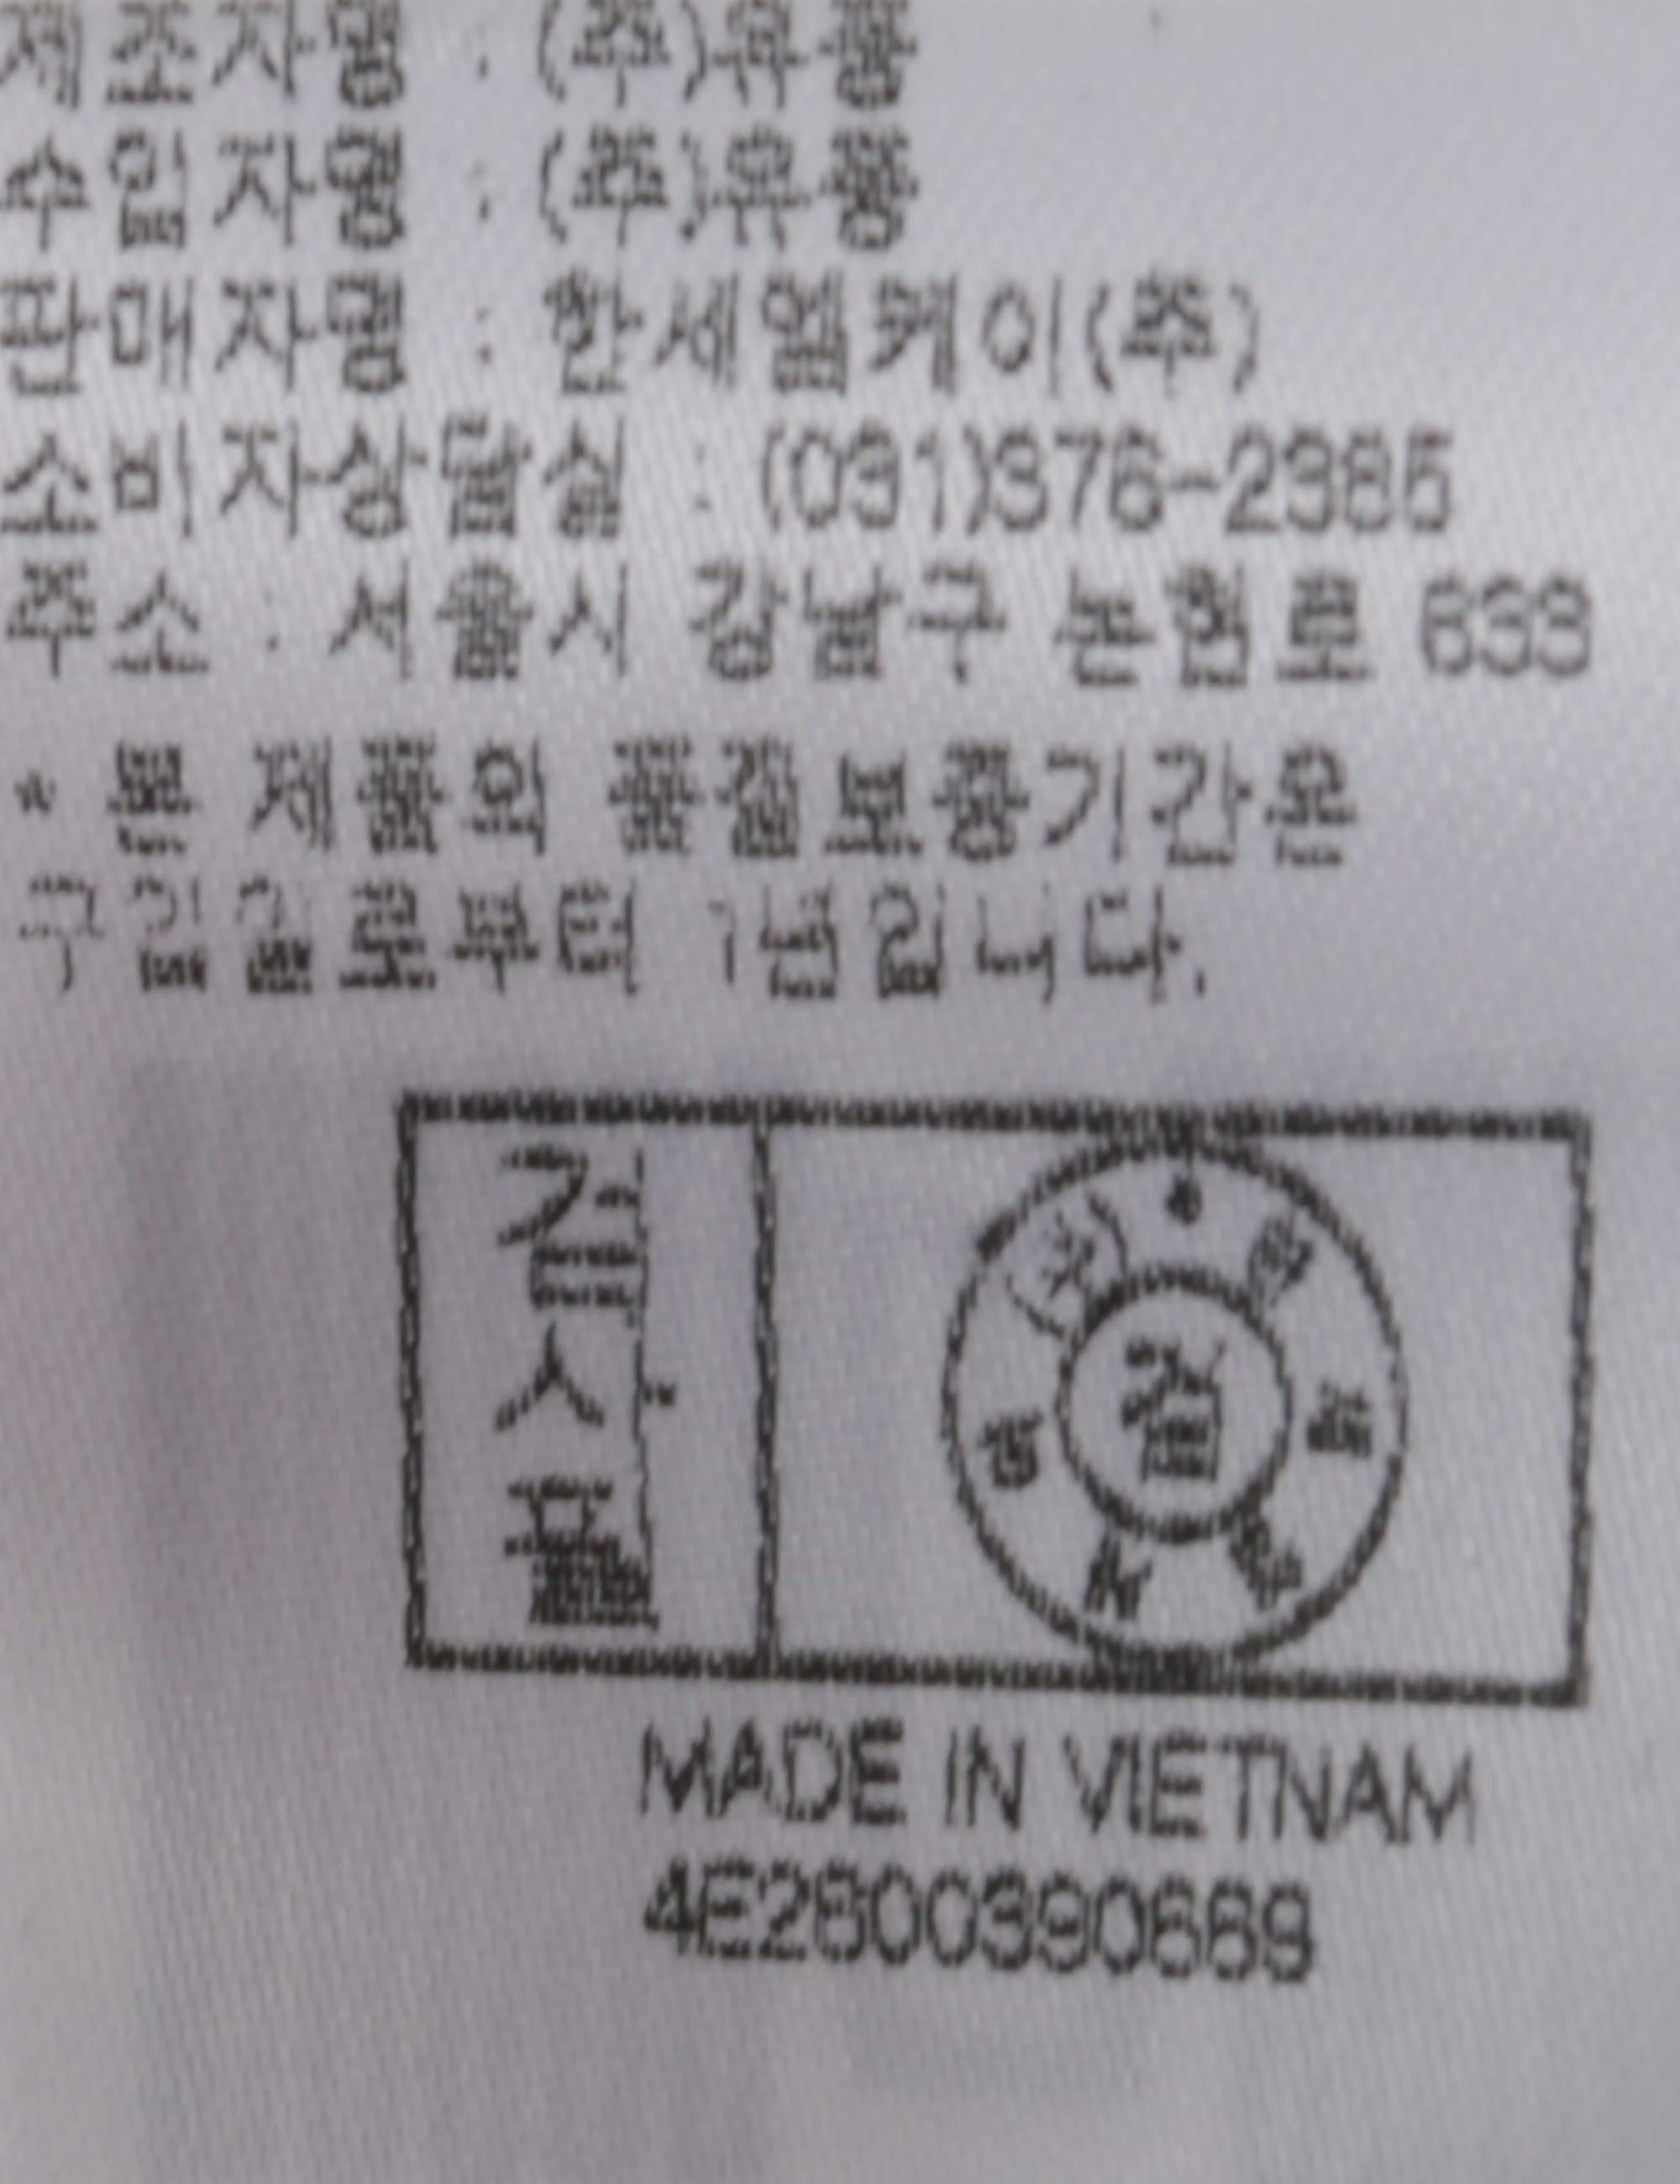 제조자명 : (주)유풍
수입자명 : (주)유풍
판매자명 : 한세엠케이(주)
소비자상담실 : (031)376-2385
주소 : 서울시 강남구 논현로 633
* 본 제품의 품질보증기간은
구입일로부터 1년입니다.
검사필
검
MADE IN VIETNAM
4E2600390669